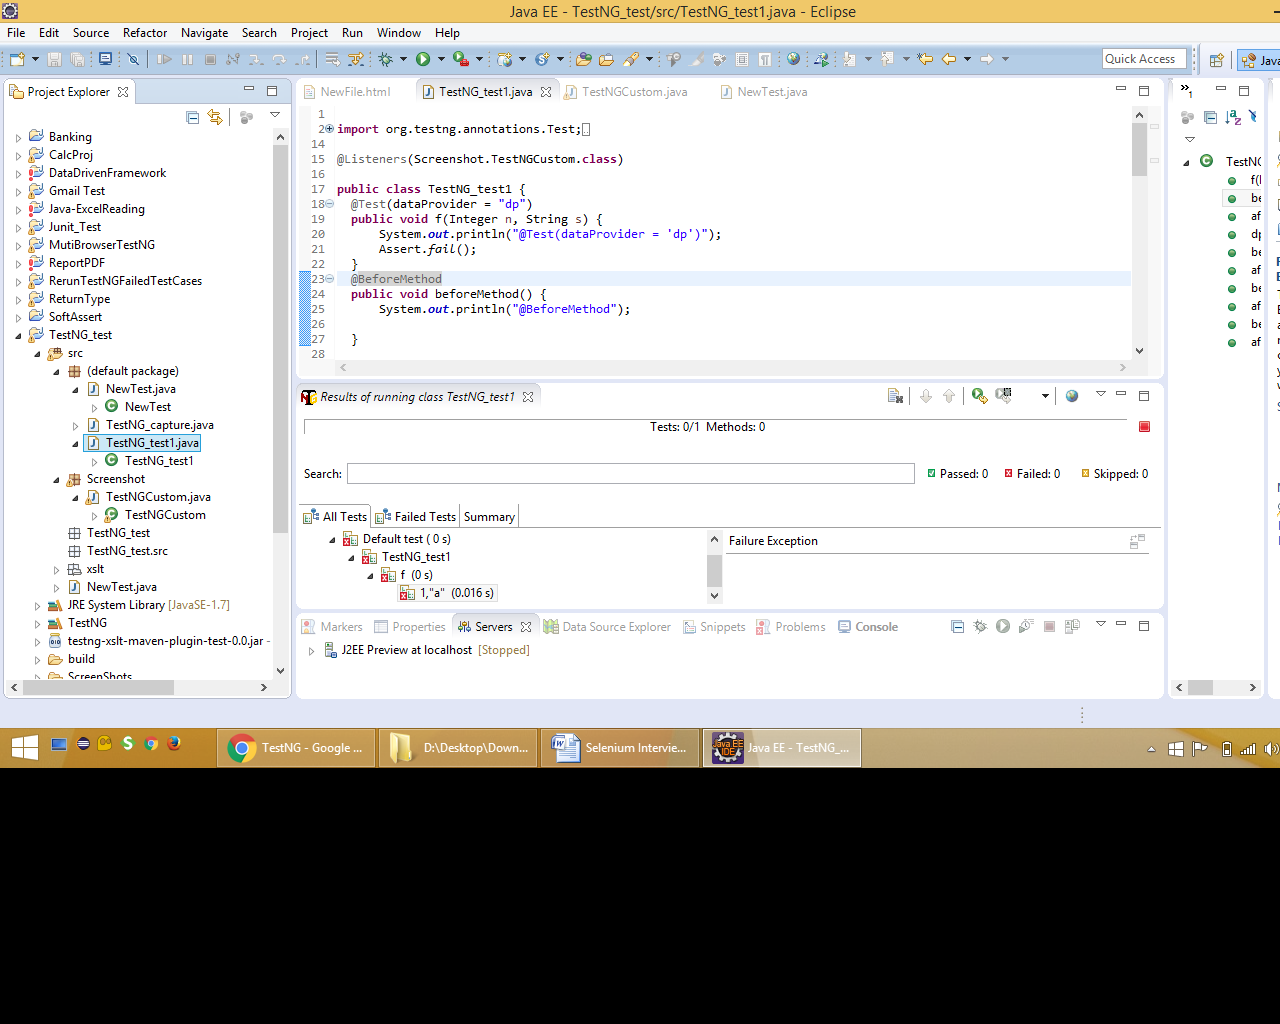 Java EE - TestNG_test/src/TestNG_test1.java - Eclipse
File Edit Source Refactor Navigate Search Project Run Window Help
Quick Access
Java
Project Explorer
Banking
CalcProj
DataDrivenFramework
Gmail Test
Java-ExcelReading
Junit_Test
MutiBrowserTestNG
ReportPDF
RerunTestNGFailedTestCases
ReturnType
SoftAssert
TestNG_test
src
(default package)
NewTest.java
NewTest
TestNG_capture.java
TestNG_test1.java
TestNG_test1
Screenshot
TestNGCustom.java
TestNGCustom
TestNG_test
TestNG_test.src
xslt
NewTest.java
JRE System Library [JavaSE-1.7]
TestNG
testng-xslt-maven-plugin-test-0.0.jar -
build
ScreenShots
NewFile.html TestNG_test1.java TestNGCustom.java NewTest.java
1
2 import org.testng.annotations.Test;
14
15 @Listeners(Screenshot.TestNGCustom.class)
16
17 public class TestNG_test1 {
18 @Test(dataProvider = "dp")
19 public void f(Integer n, String s) {
20 System.out.println("@Test(dataProvider = 'dp')");
21 Assert.fail();
22 }
23 @BeforeMethod
24 public void beforeMethod() {
25 System.out.println("@BeforeMethod");
26
27 }
28
Results of running class TestNG_test1
Tests: 0/1 Methods: 0
Search: Passed: 0 Failed: 0 Skipped: 0
All Tests Failed Tests Summary
Default test ( 0 s)
TestNG_test1
f (0 s)
1,"a" (0.016 s)
Failure Exception
Markers Properties Servers Data Source Explorer Snippets Problems Console
J2EE Preview at localhost [Stopped]
1
TestNG
f(I
be
af
dp
be
af
be
af
be
af
TestNG - Google ... D:\Desktop\Down... Selenium Intervie... Java EE - TestNG_...